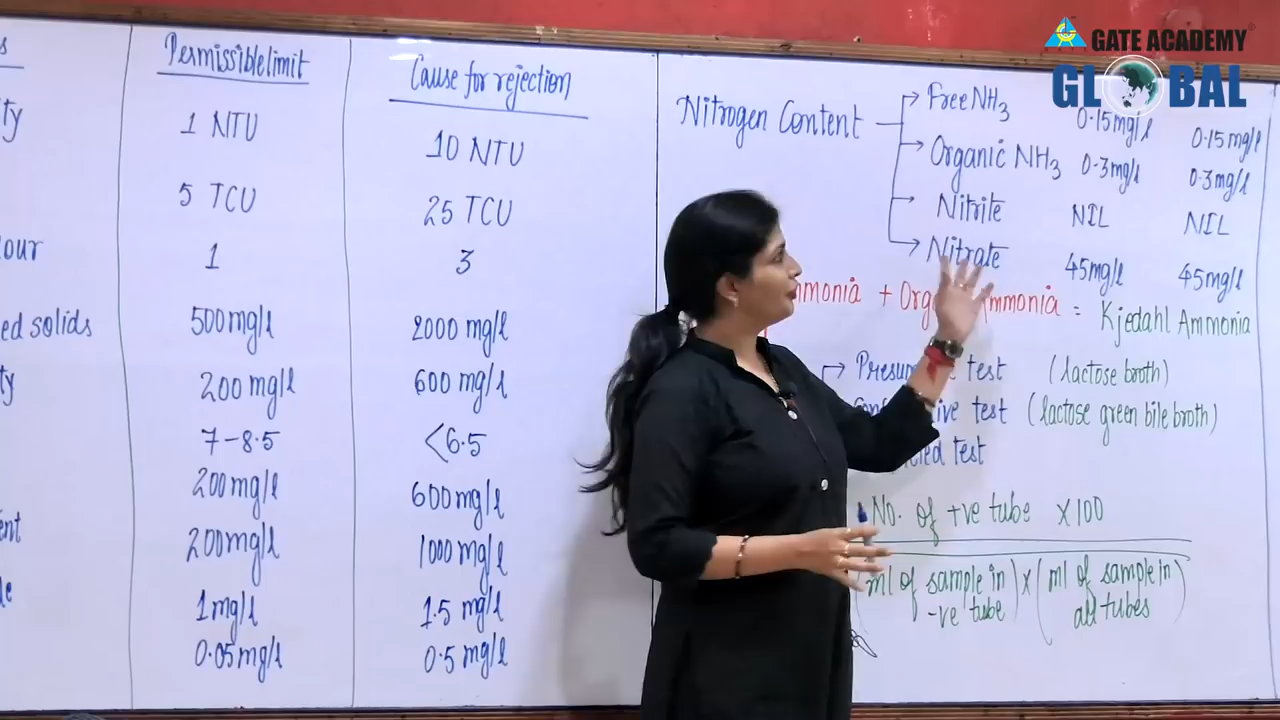 GATE ACADEMY
GLOBAL
Permissible limit
Cause for rejection
1 NTU
10 NTU
5 TCU
25 TCU
our
1
3
ed solids
500 mg/l
2000 mg/l
ty
200 mg/l
600 mg/l
7-8.5
<6.5
200 mg/l
600 mg/l
200 mg/l
1000 mg/l
1 mg/l
1.5 mg/l
0.05 mg/l
0.5 mg/l
Nitrogen Content
Free NH3 0.15 mg/l 0.15 mg/l
Organic NH3 0.3 mg/l 0.3 mg/l
Nitrite NIL NIL
Nitrate 45 mg/l 45 mg/l
mmonia + Org mmonia = Kjedahl Ammonia
Presum e test (lactose broth)
Con ive test (lactose green bile broth)
ed test
No. of +ve tube x 100
(ml of sample in -ve tube) x (ml of sample in all tubes)